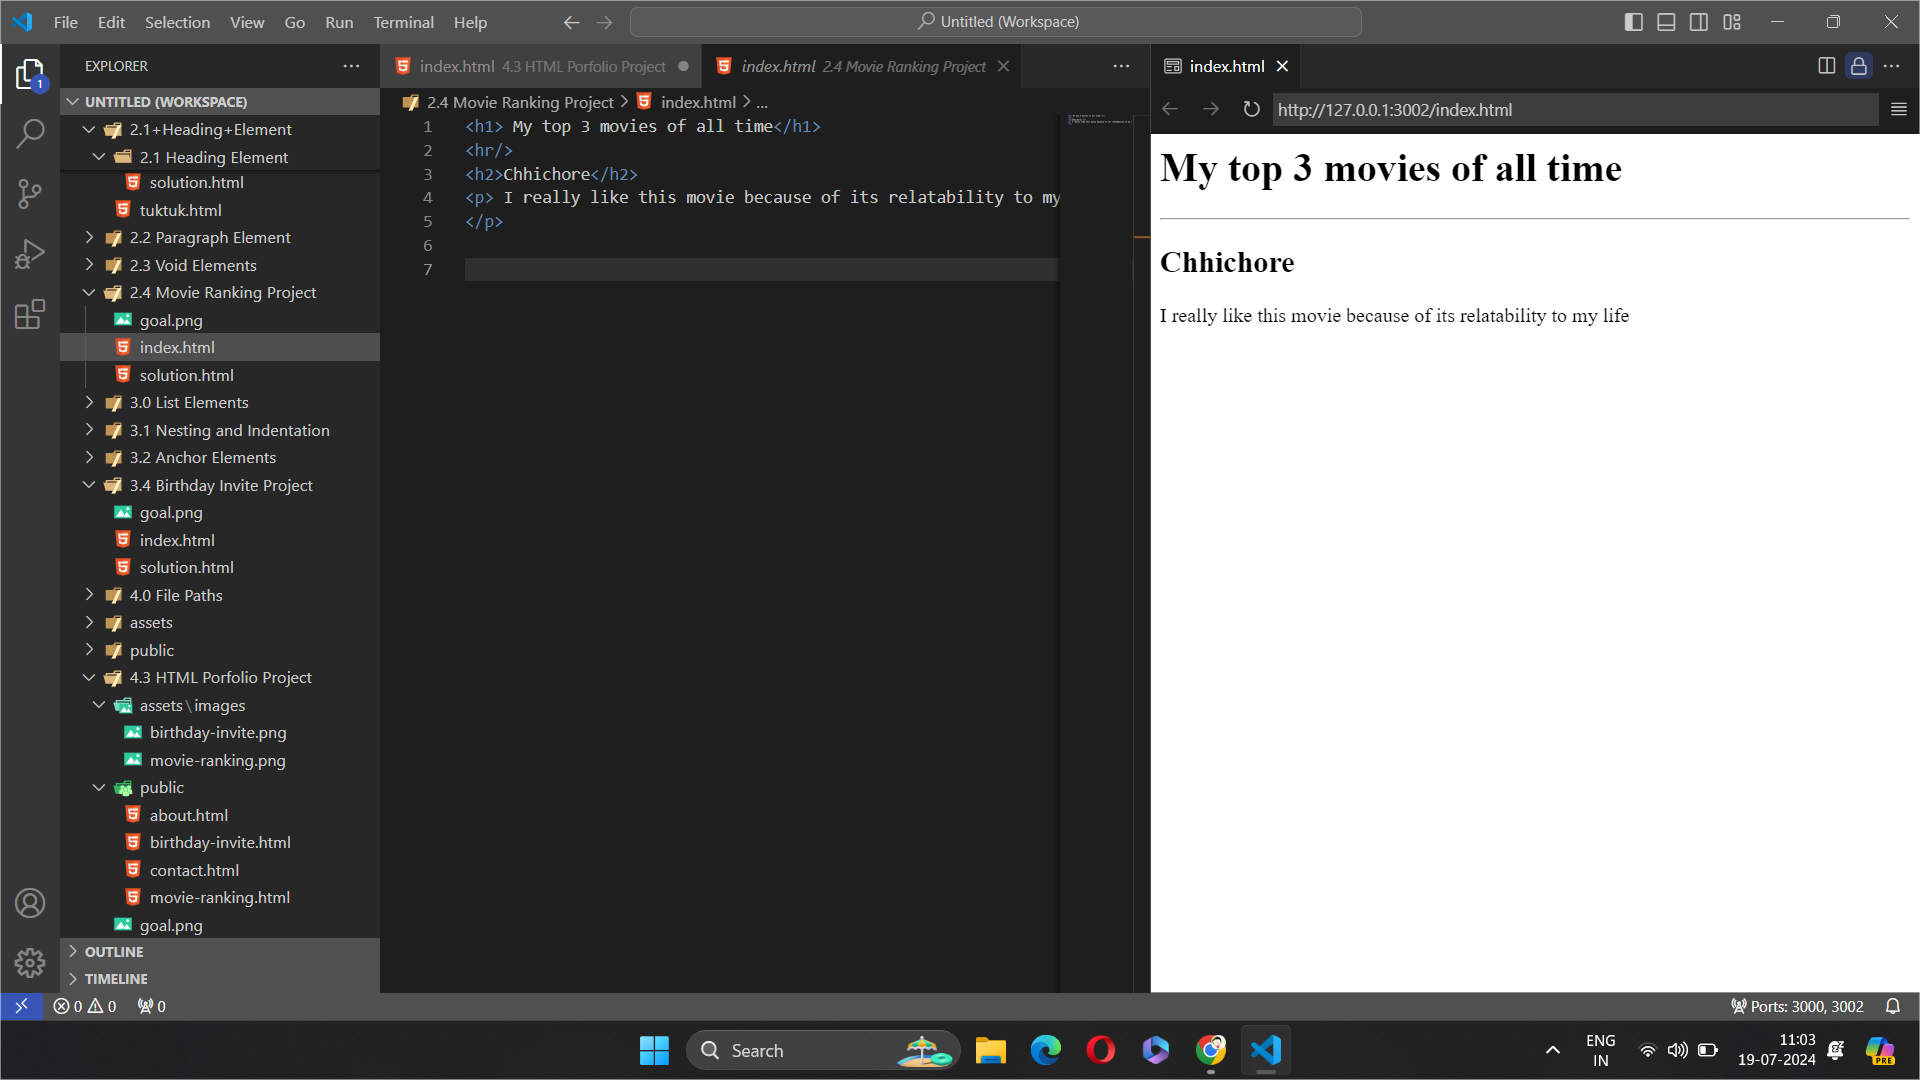 File Edit Selection View Go Run Terminal Help
Untitled (Workspace)
EXPLORER
UNTITLED (WORKSPACE)
2.1+Heading+Element
2.1 Heading Element
solution.html
tuktuk.html
2.2 Paragraph Element
2.3 Void Elements
2.4 Movie Ranking Project
goal.png
index.html
solution.html
3.0 List Elements
3.1 Nesting and Indentation
3.2 Anchor Elements
3.4 Birthday Invite Project
goal.png
index.html
solution.html
4.0 File Paths
assets
public
4.3 HTML Porfolio Project
assets\images
birthday-invite.png
movie-ranking.png
public
about.html
birthday-invite.html
contact.html
movie-ranking.html
goal.png
OUTLINE
TIMELINE
index.html 4.3 HTML Porfolio Project
index.html 2.4 Movie Ranking Project
2.4 Movie Ranking Project > index.html > ...
1 <h1> My top 3 movies of all time</h1>
2 <hr/>
3 <h2>Chhichore</h2>
4 <p> I really like this movie because of its relatability to my
5 </p>
6
7
index.html
http://127.0.0.1:3002/index.html
My top 3 movies of all time
Chhichore
I really like this movie because of its relatability to my life
0 0 0
Ports: 3000, 3002
Search
ENG
IN
11:03
19-07-2024
PRE
1